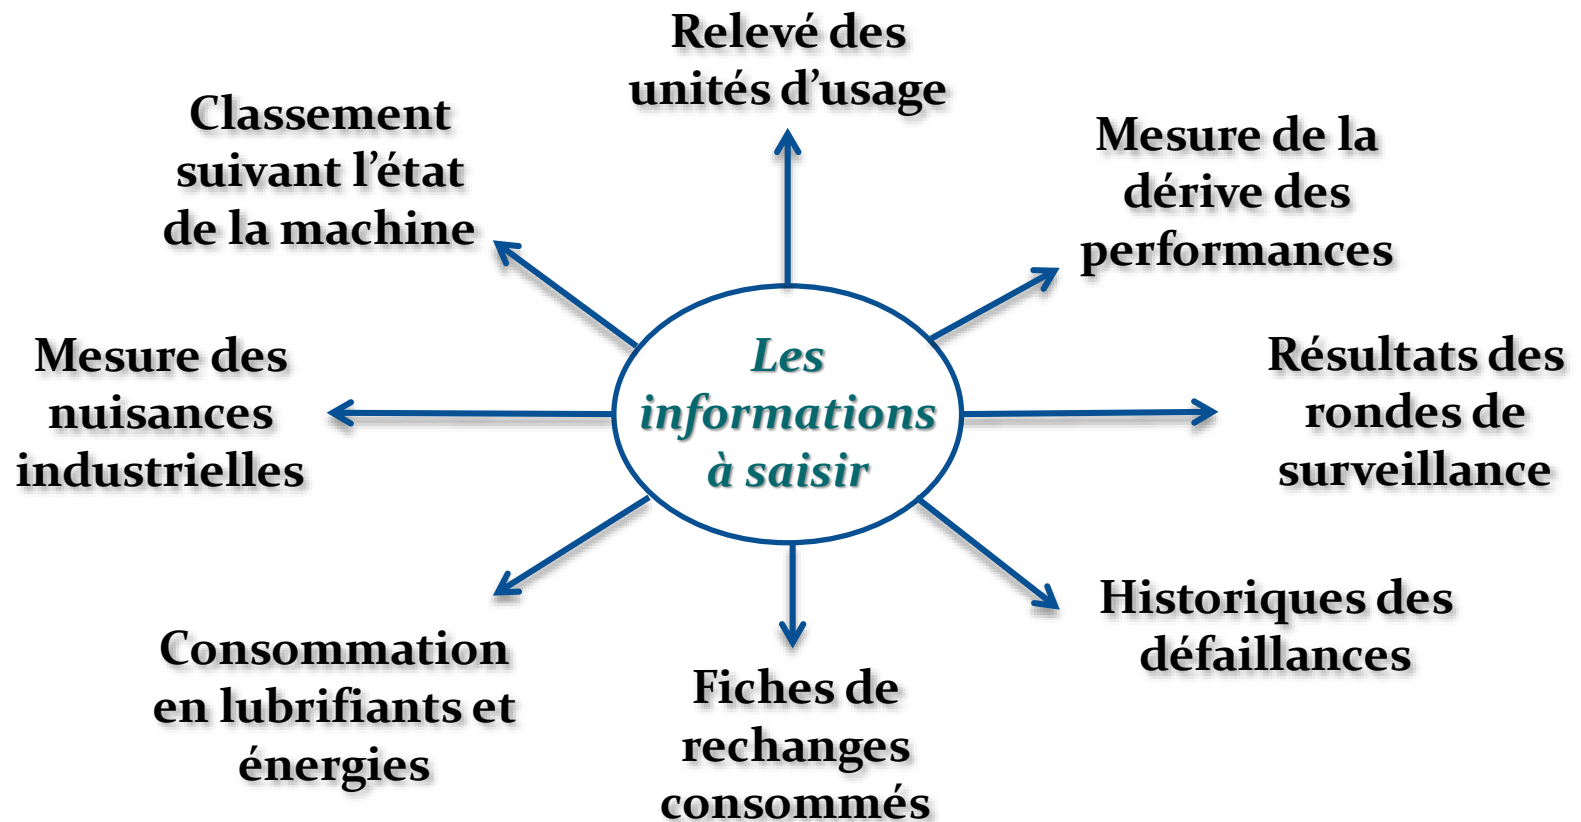 Relevé des
unités d’usage
Classement
suivant l’état
de la machine
Mesure de la
dérive des
performances
Mesure des
nuisances
industrielles
Les
informations
à saisir
Résultats des
rondes de
surveillance
Consommation
en lubrifiants et
énergies
Fiches de
rechanges
consommés
Historiques des
défaillances